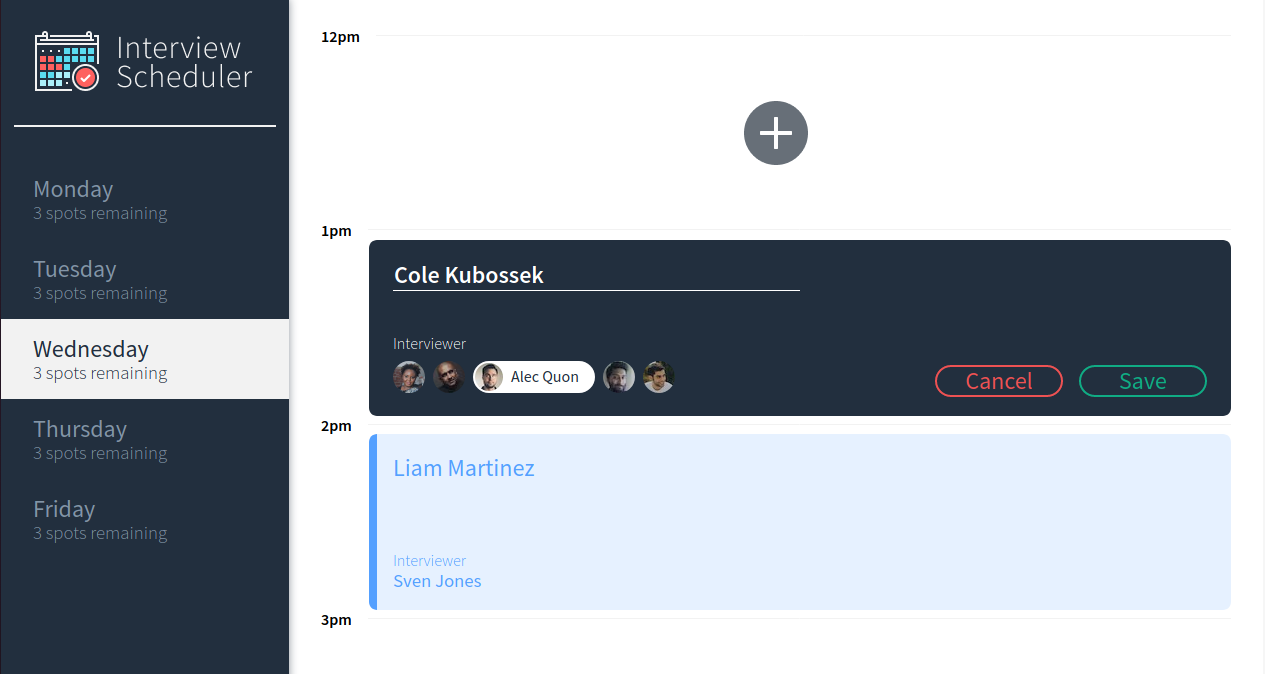 Interview
Scheduler
Monday
3 spots remaining
Tuesday
3 spots remaining
Wednesday
3 spots remaining
Thursday
3 spots remaining
Friday
3 spots remaining
12pm
1pm
Cole Kubossek
Interviewer
Alec Quon
Cancel
Save
2pm
Liam Martinez
Interviewer
Sven Jones
3pm